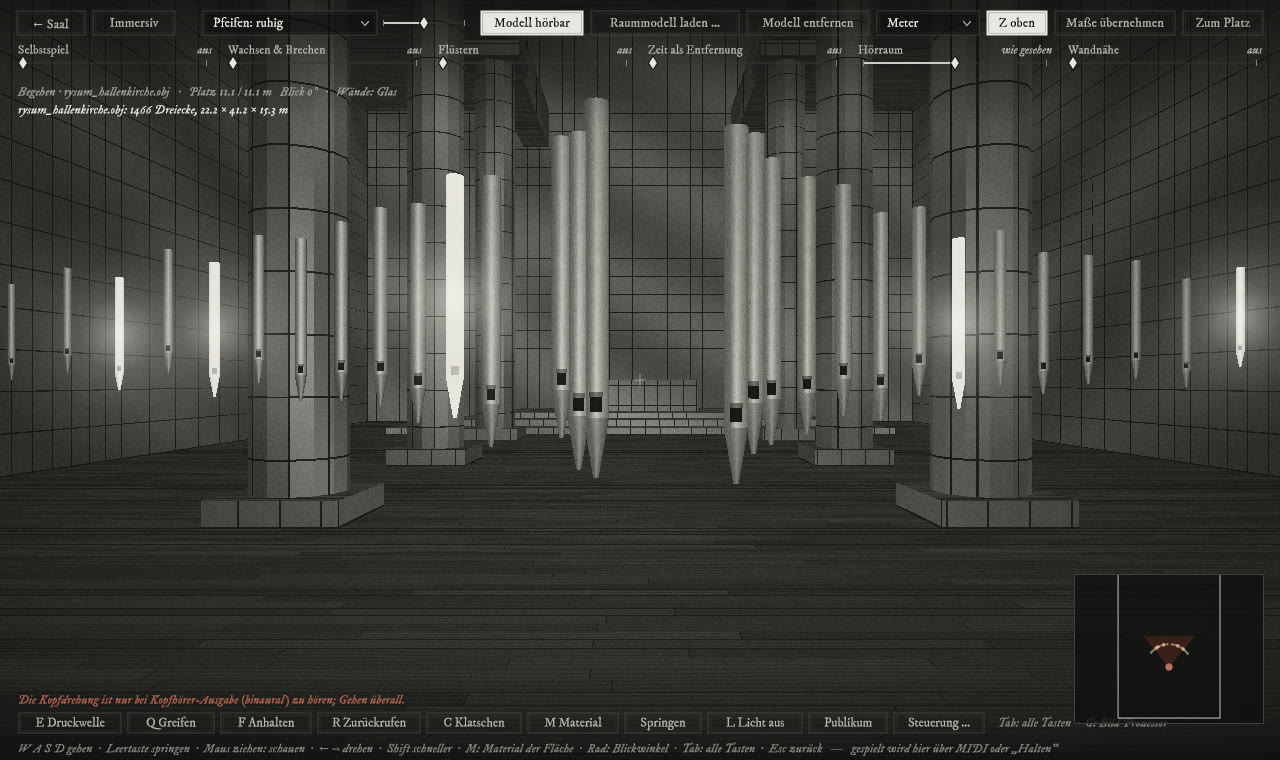 ← Saal Immersiv Pfeifen: ruhig Modell hörbar Raummodell laden ... Modell entfernen Meter Z oben Maße übernehmen Zum Platz
Selbstspiel aus Wachsen & Brechen aus Flüstern aus Zeit als Entfernung aus Hörraum wie gesehen Wandnähe aus
Begehen · rysum_hallenkirche.obj · Platz 11.1 / 11.1 m Blick 0° · Wände: Glas
rysum_hallenkirche.obj: 1466 Dreiecke, 22.2 × 41.2 × 15.3 m
Die Kopfdrehung ist nur bei Kopfhörer-Ausgabe (binaural) zu hören; Gehen überall.
E Druckwelle Q Greifen F Anhalten R Zurückrufen C Klatschen M Material Springen L Licht aus Publikum Steuerung ... Tab: alle Tasten · G: Bild-Prozessor
W A S D gehen · Leertaste springen · Maus ziehen: schauen · ← → drehen · Shift schneller · M: Material der Fläche · Rad: Blickwinkel · Tab: alle Tasten · Esc zurück — gespielt wird hier über MIDI oder „Halten“